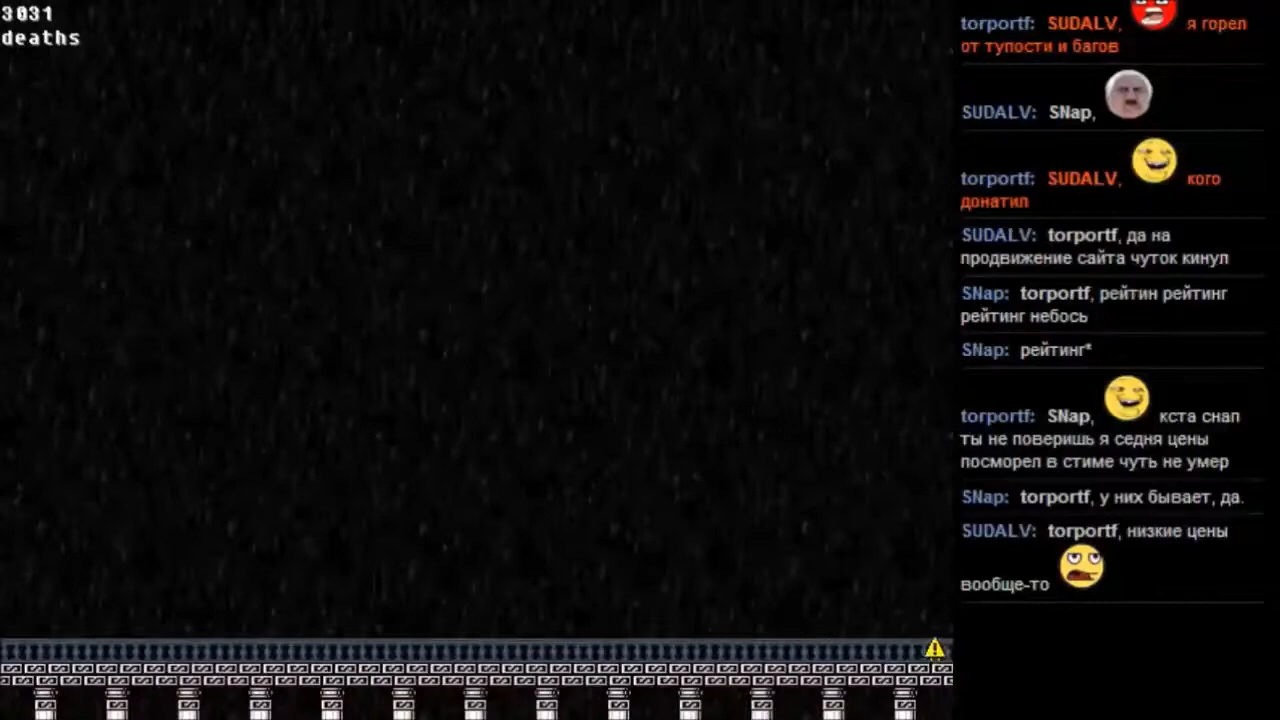 3031
deaths
torportf: SUDALV, я горел
от тупости и багов
SUDALV: SNap,
torportf: SUDALV, кого
донатил
SUDALV: torportf, да на
продвижение сайта чуток кинул
SNap: torportf, рейтин рейтинг
рейтинг небось
SNap: рейтинг*
torportf: SNap, кста снап
ты не поверишь я седня цены
посморел в стиме чуть не умер
SNap: torportf, у них бывает, да.
SUDALV: torportf, низкие цены
вообще-то